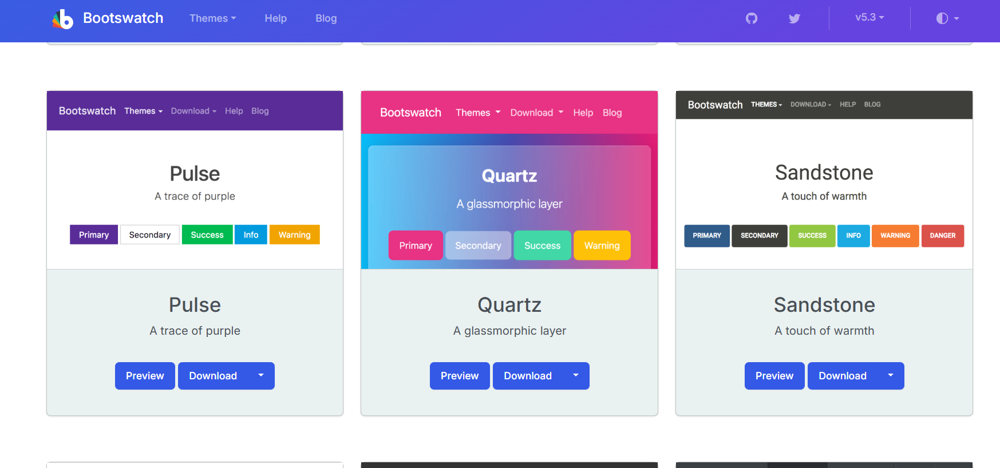 Bootswatch Themes Help Blog v5.3
Bootswatch Themes Download Help Blog
Pulse
A trace of purple
Primary Secondary Success Info Warning
Pulse
A trace of purple
Preview Download
Bootswatch Themes Download Help Blog
Quartz
A glassmorphic layer
Primary Secondary Success Warning
Quartz
A glassmorphic layer
Preview Download
Bootswatch THEMES DOWNLOAD HELP BLOG
Sandstone
A touch of warmth
PRIMARY SECONDARY SUCCESS INFO WARNING DANGER
Sandstone
A touch of warmth
Preview Download